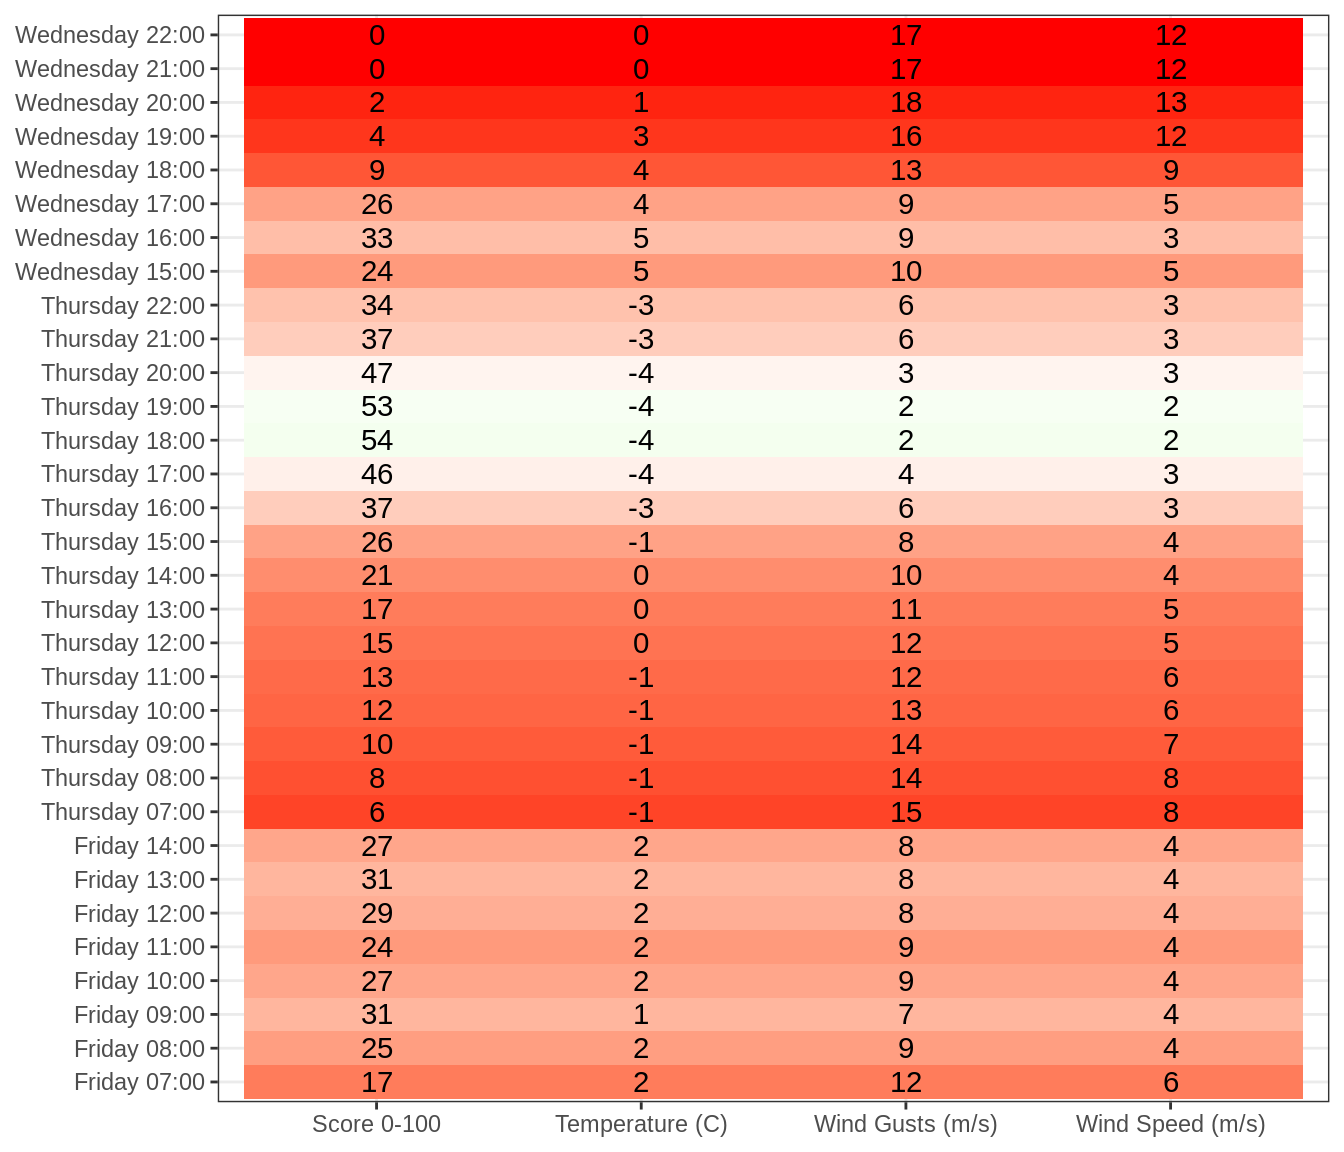 Wednesday 22:00 0 0 17 12
Wednesday 21:00 0 0 17 12
Wednesday 20:00 2 1 18 13
Wednesday 19:00 4 3 16 12
Wednesday 18:00 9 4 13 9
Wednesday 17:00 26 4 9 5
Wednesday 16:00 33 5 9 3
Wednesday 15:00 24 5 10 5
Thursday 22:00 34 -3 6 3
Thursday 21:00 37 -3 6 3
Thursday 20:00 47 -4 3 3
Thursday 19:00 53 -4 2 2
Thursday 18:00 54 -4 2 2
Thursday 17:00 46 -4 4 3
Thursday 16:00 37 -3 6 3
Thursday 15:00 26 -1 8 4
Thursday 14:00 21 0 10 4
Thursday 13:00 17 0 11 5
Thursday 12:00 15 0 12 5
Thursday 11:00 13 -1 12 6
Thursday 10:00 12 -1 13 6
Thursday 09:00 10 -1 14 7
Thursday 08:00 8 -1 14 8
Thursday 07:00 6 -1 15 8
Friday 14:00 27 2 8 4
Friday 13:00 31 2 8 4
Friday 12:00 29 2 8 4
Friday 11:00 24 2 9 4
Friday 10:00 27 2 9 4
Friday 09:00 31 1 7 4
Friday 08:00 25 2 9 4
Friday 07:00 17 2 12 6
Score 0-100 Temperature (C) Wind Gusts (m/s) Wind Speed (m/s)